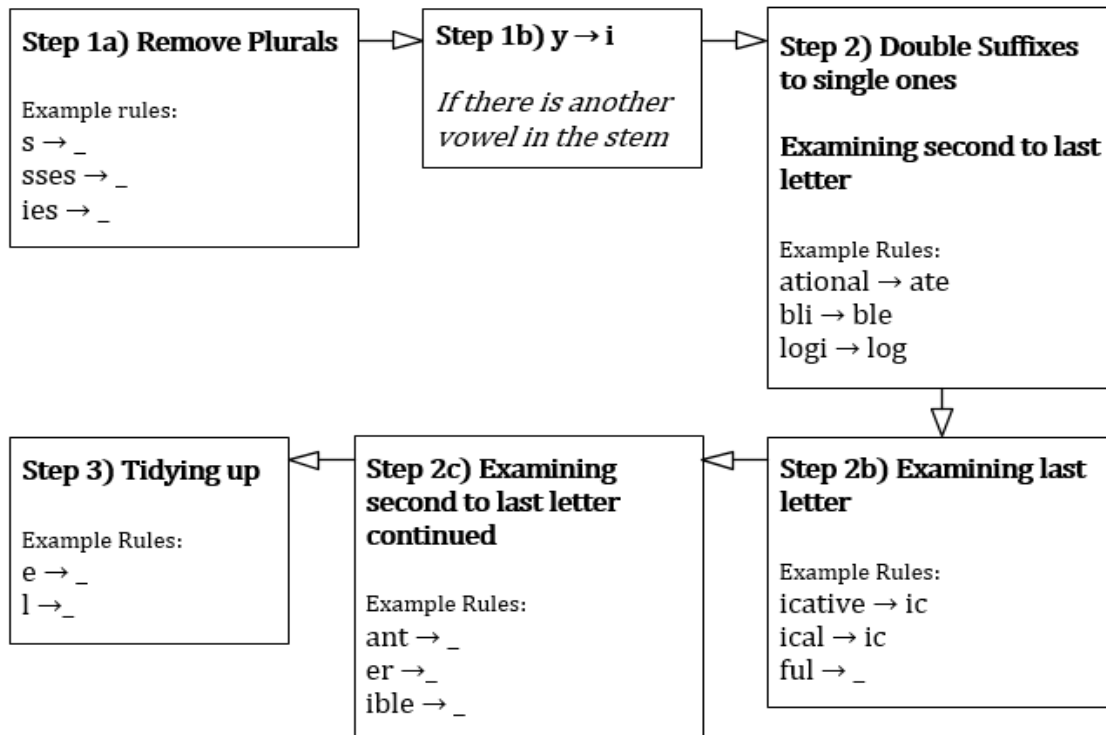 Step 1a) Remove Plurals
Example rules:
s → _
sses → _
ies → _
Step 1b) y → i
If there is another
vowel in the stem
Step 2) Double Suffixes
to single ones
Examining second to last
letter
Example Rules:
ational → ate
bli → ble
logi → log
Step 2b) Examining last
letter
Example Rules:
icative → ic
ical → ic
ful → _
Step 2c) Examining
second to last letter
continued
Example Rules:
ant → _
er →_
ible → _
Step 3) Tidying up
Example Rules:
e → _
l →_